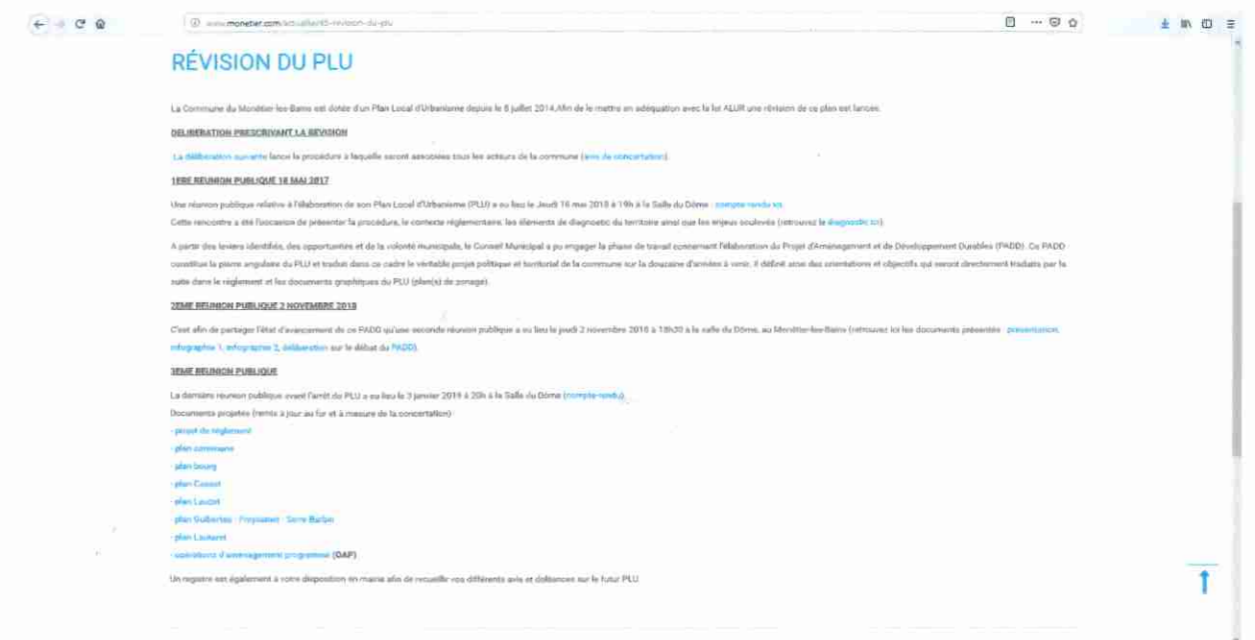 www.monetier.com/actualite/45-revision-du-plu
RÉVISION DU PLU
La Commune du Monêtier-les-Bains est dotée d'un Plan Local d'Urbanisme depuis le 8 juillet 2014.Afin de le mettre en adéquation avec la loi ALUR une révision de ce plan est lancée.
DELIBERATION PRESCRIVANT LA REVISION
La délibération suivante lance la procédure à laquelle seront associées tous les acteurs de la commune (avis de concertation).
1ERE REUNION PUBLIQUE 18 MAI 2017
Une réunion publique relative à l'élaboration de son Plan Local d'Urbanisme (PLU) a eu lieu le Jeudi 18 mai 2018 à 19h à la Salle du Dôme : compte rendu ici.
Cette rencontre a été l'occasion de présenter la procédure, le contexte réglementaire, les éléments de diagnostic du territoire ainsi que les enjeux soulevés (retrouvez le diagnostic ici)
A partir des leviers identifiés, des opportunités et de la volonté municipale, le Conseil Municipal a pu engager la phase de travail concernant l'élaboration du Projet d'Aménagement et de Développement Durables (PADD). Ce PADD
constitue la pierre angulaire du PLU et traduit dans ce cadre le véritable projet politique et territorial de la commune sur la douzaine d'années à venir, il définit ainsi des orientations et objectifs qui seront directement traduits par la
suite dans le règlement et les documents graphiques du PLU (plan(s) de zonage).
2EME REUNION PUBLIQUE 2 NOVEMBRE 2018
C'est afin de partager l'état d'avancement de ce PADD qu'une seconde réunion publique a eu lieu le jeudi 2 novembre 2018 à 18h30 à la salle du Dôme, au Monêtier-les-Bains (retrouvez ici les documents présentés : présentation,
infographie 1, infographie 2, délibération sur le débat du PADD).
3EME REUNION PUBLIQUE
La dernière réunion publique avant l'arrêt du PLU a eu lieu le 3 janvier 2019 à 20h à la Salle du Dôme (compte-rendu).
Documents projetés (remis à jour au fur et à mesure de la concertation)
- projet de règlement
- plan commune
- plan bourg
- plan Casset
- plan Lauzet
- plan Guibertes - Freyssinet - Serre Barbin
- plan Lautaret
- opérations d'aménagement programmé (OAP)
Un registre est également à votre disposition en mairie afin de recueillir vos différents avis et doléances sur le futur PLU